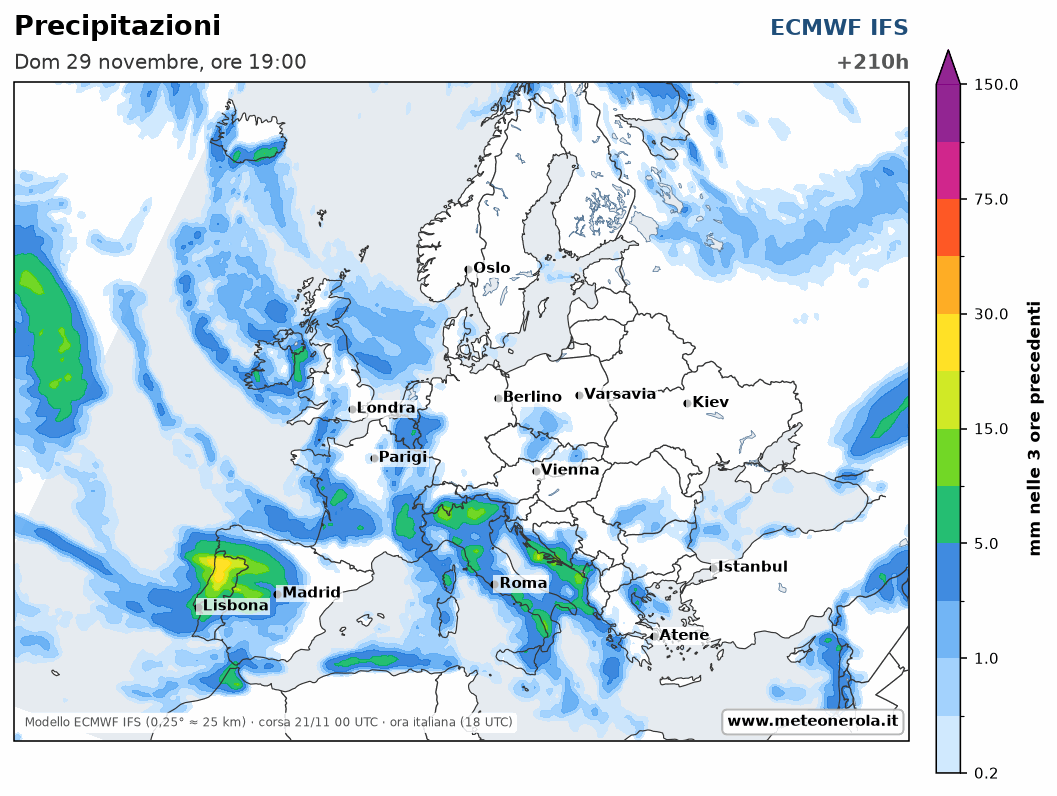 Precipitazioni
ECMWF IFS
Dom 29 novembre, ore 19:00
+210h
150.0
75.0
30.0
15.0
5.0
1.0
0.2
mm nelle 3 ore precedenti
Oslo
Berlino
Varsavia
Kiev
Londra
Parigi
Vienna
Istanbul
Roma
Madrid
Lisbona
Atene
Modello ECMWF IFS (0,25° ≈ 25 km) · corsa 21/11 00 UTC · ora italiana (18 UTC)
www.meteonerola.it